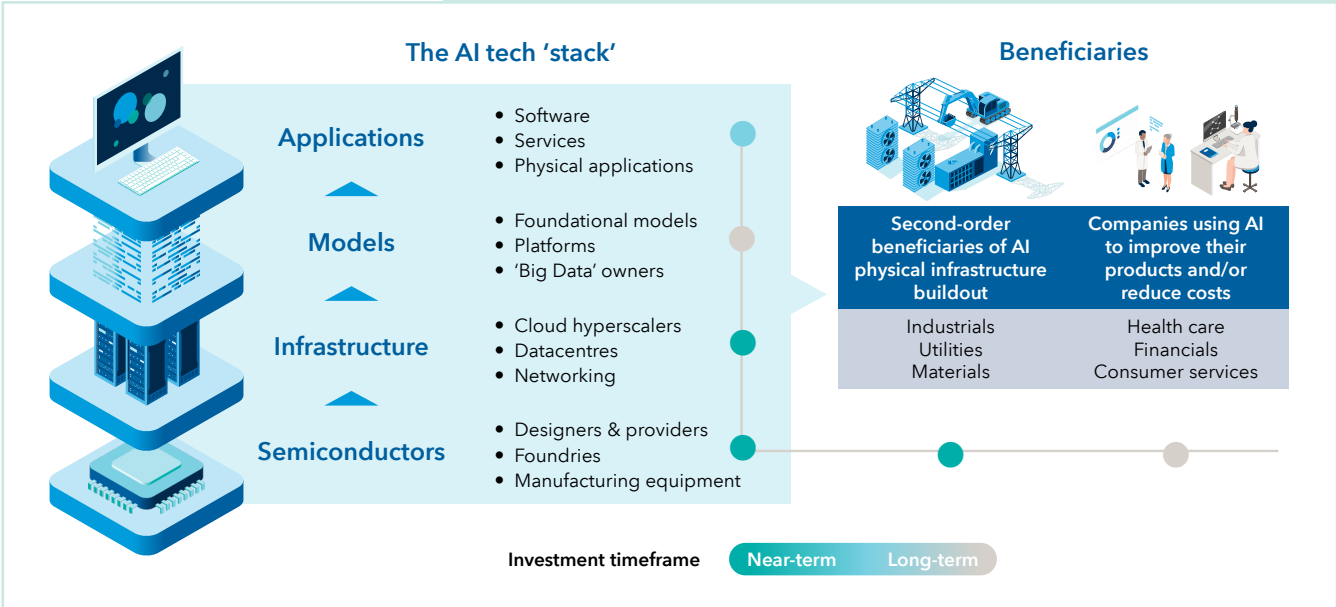 The AI tech ‘stack’
Applications
• Software
• Services
• Physical applications
Models
• Foundational models
• Platforms
• ‘Big Data’ owners
Infrastructure
• Cloud hyperscalers
• Datacentres
• Networking
Semiconductors
• Designers & providers
• Foundries
• Manufacturing equipment
Beneficiaries
Second-order
beneficiaries of AI
physical infrastructure
buildout
Industrials
Utilities
Materials
Companies using AI
to improve their
products and/or
reduce costs
Health care
Financials
Consumer services
Investment timeframe
Near-term
Long-term